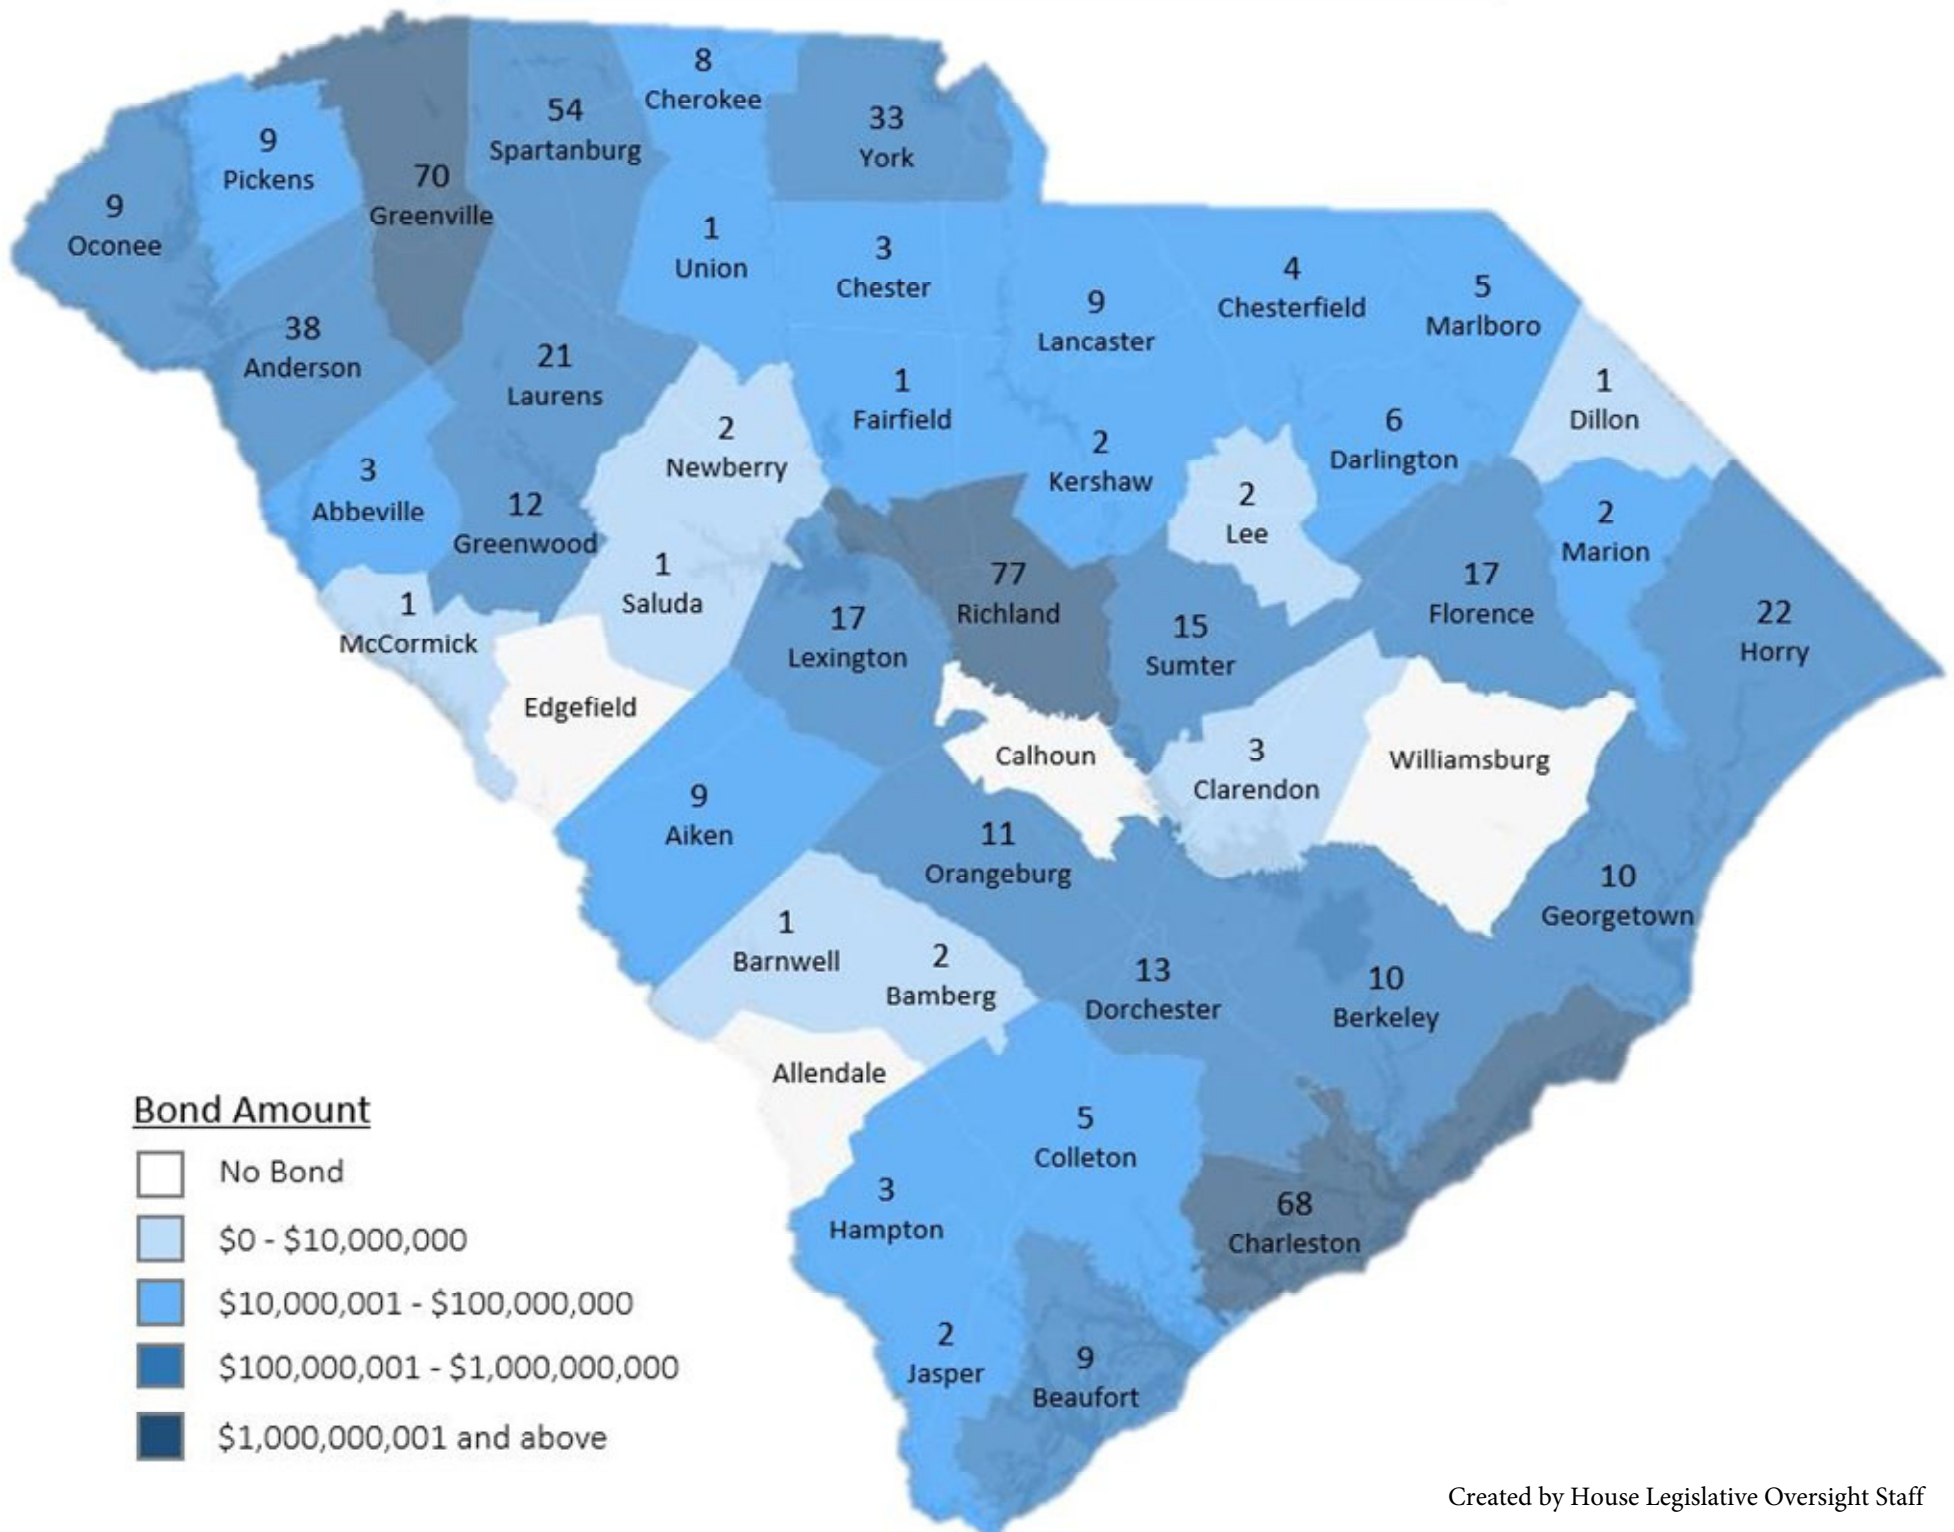 8
Cherokee
54
Spartanburg
33
York
9
Pickens
70
Greenville
9
Oconee
1
Union
3
Chester
4
Chesterfield
5
Marlboro
9
Lancaster
38
Anderson
21
Laurens
1
Fairfield
1
Dillon
2
Newberry
6
Darlington
2
Kershaw
3
Abbeville
12
Greenwood
2
Lee
2
Marion
1
Saluda
77
Richland
17
Florence
1
McCormick
17
Lexington
15
Sumter
22
Horry
Edgefield
Calhoun
3
Clarendon
Williamsburg
9
Aiken
11
Orangeburg
10
Georgetown
1
Barnwell
2
Bamberg
13
Dorchester
10
Berkeley
Allendale
5
Colleton
3
Hampton
68
Charleston
2
Jasper
9
Beaufort
Bond Amount
No Bond
$0 - $10,000,000
$10,000,001 - $100,000,000
$100,000,001 - $1,000,000,000
$1,000,000,001 and above
Created by House Legislative Oversight Staff